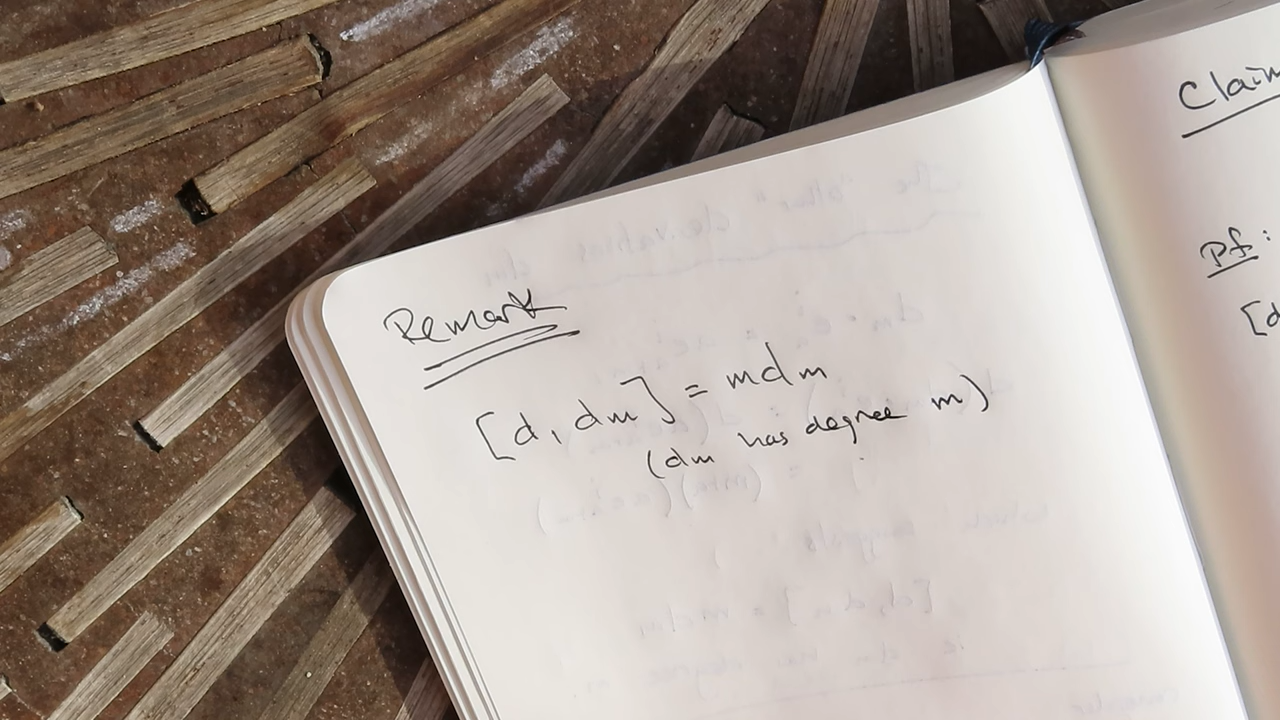 Remark
[d, dm] = mdm
(dm has degree m)
Claim
Pf:
[d